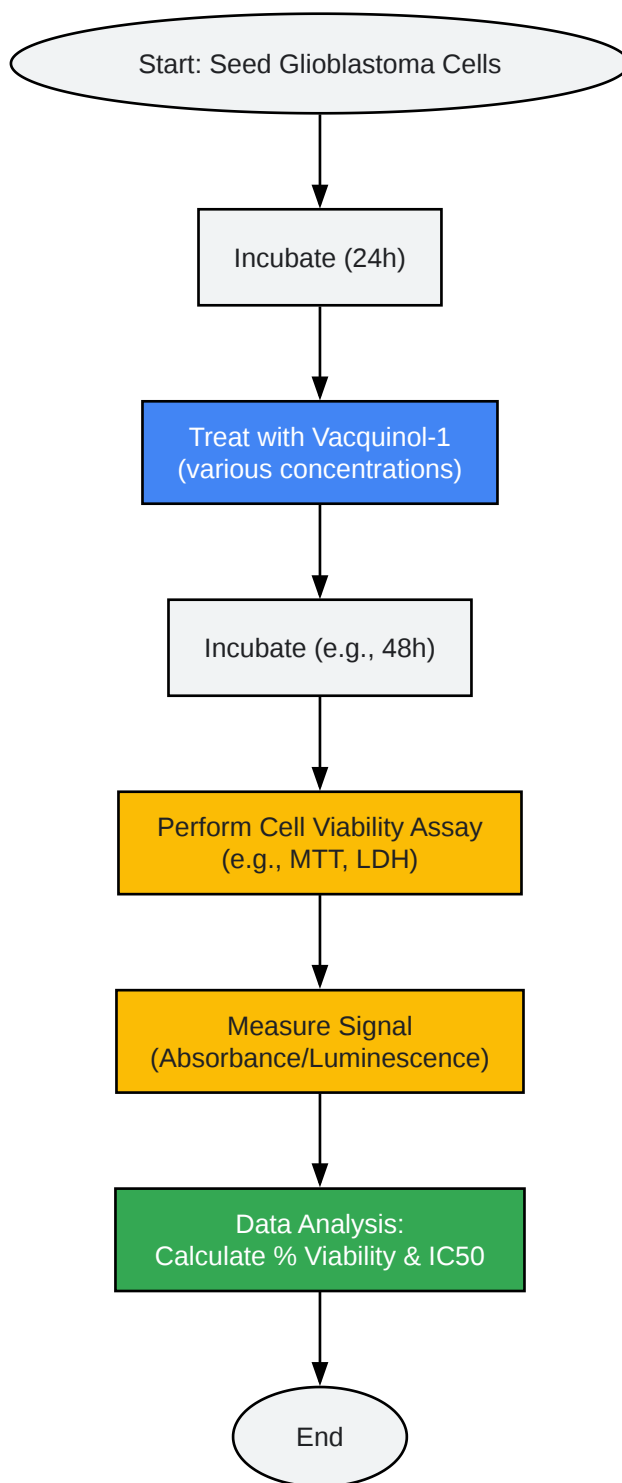 Start: Seed Glioblastoma Cells
Incubate (24h)
Treat with Vacquinol-1
(various concentrations)
Incubate (e.g., 48h)
Perform Cell Viability Assay
(e.g., MTT, LDH)
Measure Signal
(Absorbance/Luminescence)
Data Analysis:
Calculate % Viability & IC50
End